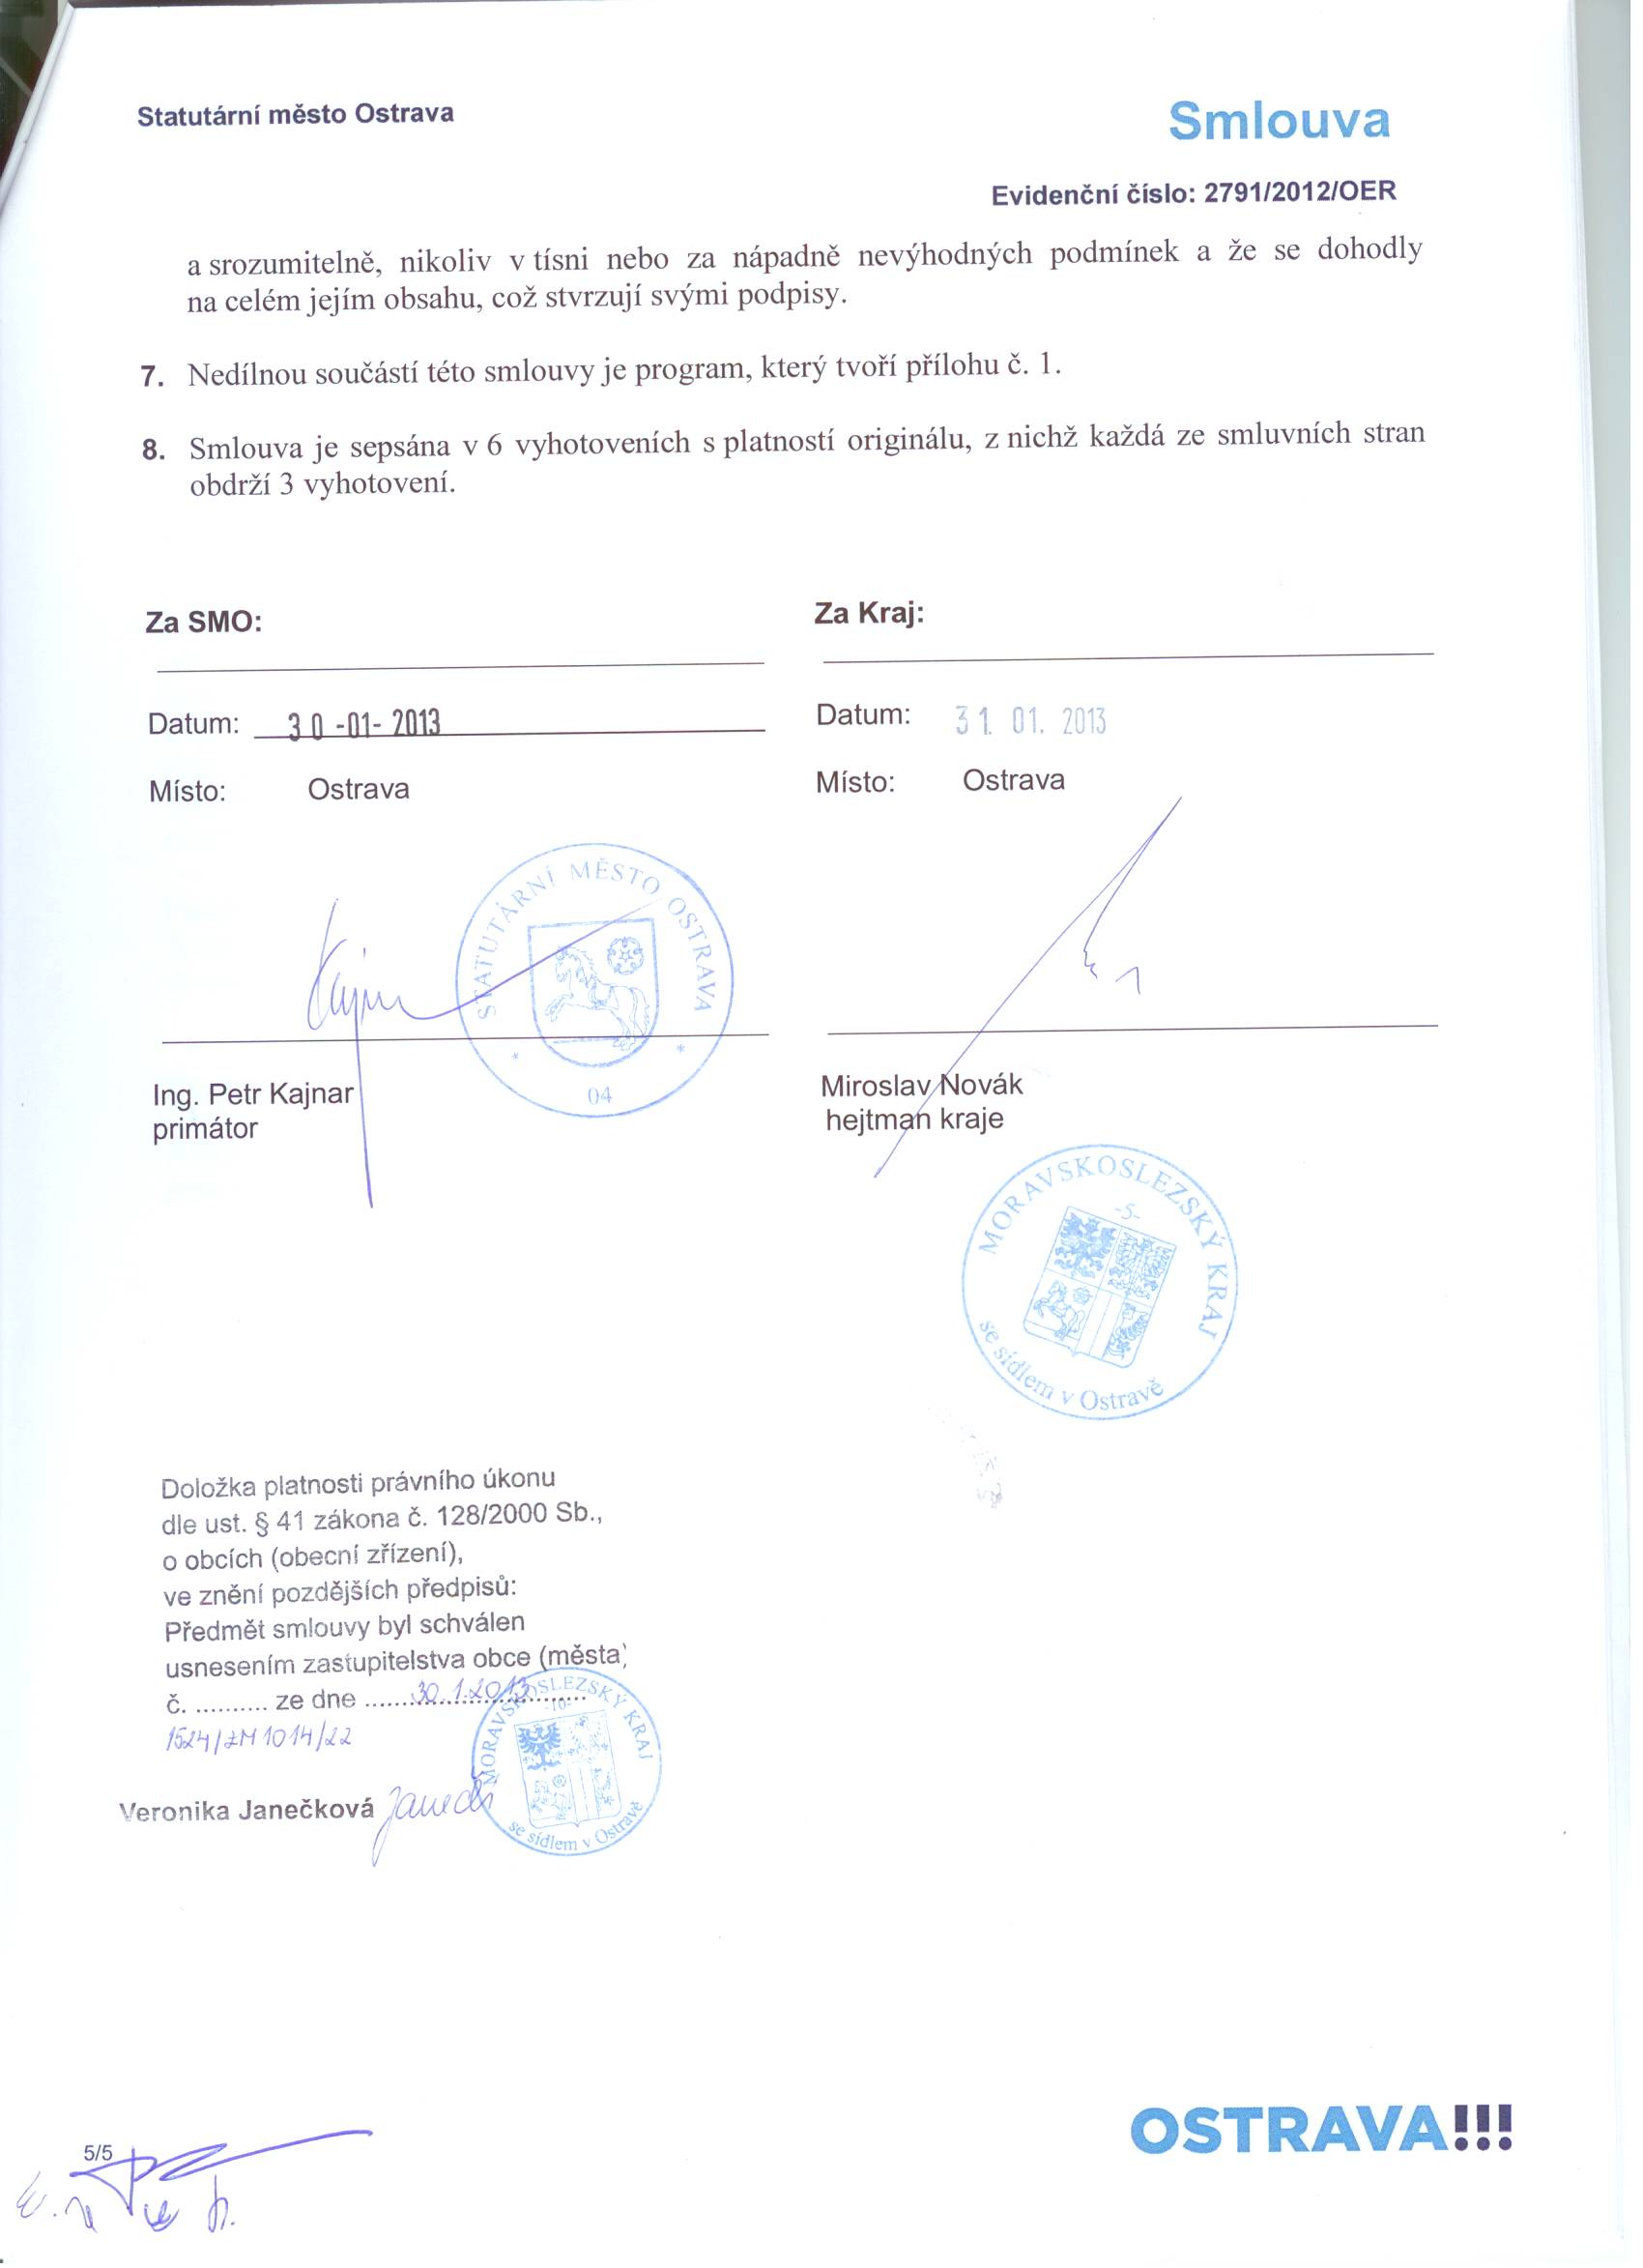 Statutární město Ostrava
Smlouva
Evidenční číslo: 2791/2012/OER
a srozumitelně, nikoliv v tísni nebo za nápadně nevýhodných podmínek a že se dohodly
na celém jejím obsahu, což stvrzují svými podpisy.
7. Nedílnou součástí této smlouvy je program, který tvoří přílohu č. 1.
8. Smlouva je sepsána v 6 vyhotoveních s platností originálu, z nichž každá ze smluvních stran
obdrží 3 vyhotovení.
Za SMO:
Datum: 30 -01- 2013
Místo: Ostrava
STATUTÁRNÍ MĚSTO OSTRAVA
* *
04
Kajnar
Ing. Petr Kajnar
primátor
Za Kraj:
Datum: 31. 01. 2013
Místo: Ostrava
Miroslav Novák
hejtman kraje
MORAVSKOSLEZSKÝ KRAJ
-5-
se sídlem v Ostravě
Doložka platnosti právního úkonu
dle ust. § 41 zákona č. 128/2000 Sb.,
o obcích (obecní zřízení),
ve znění pozdějších předpisů:
Předmět smlouvy byl schválen
usnesením zastupitelstva obce (města)
č. .......... ze dne ......30.1.2013......
1524/ZM1014/22
MORAVSKOSLEZSKÝ KRAJ
-10-
se sídlem v Ostravě
Veronika Janečková
OSTRAVA!!!
5/5